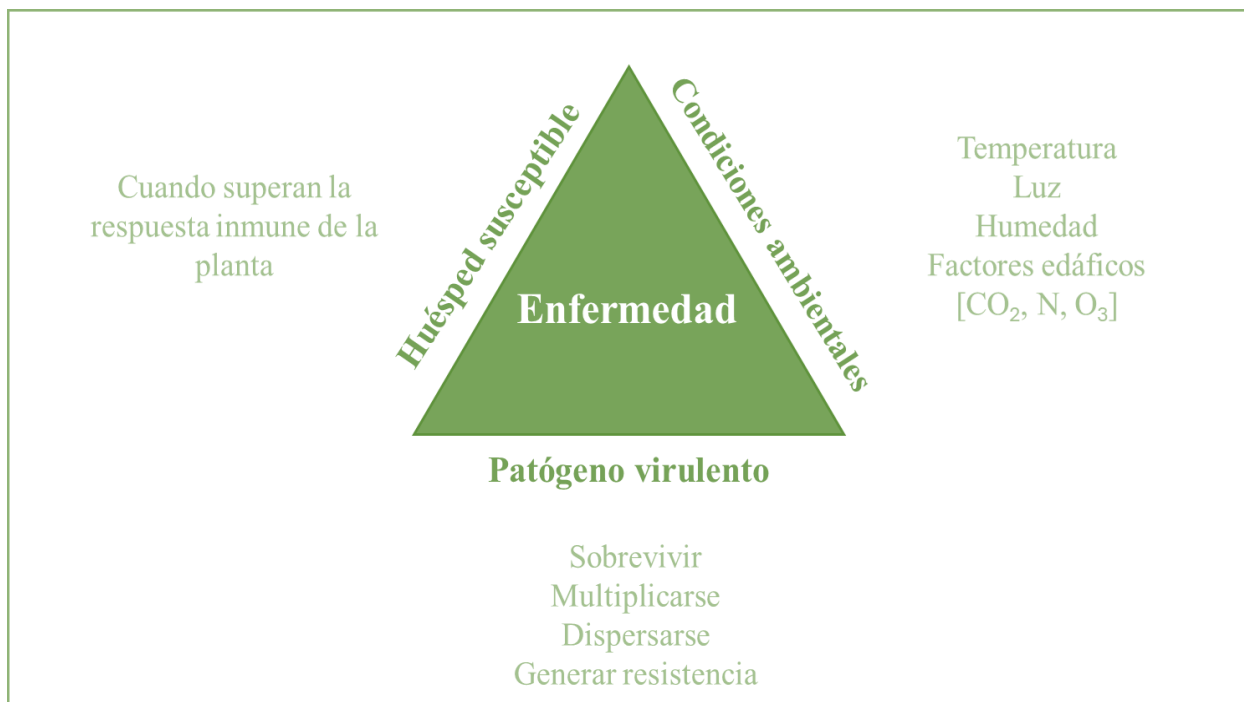 Cuando superan la
respuesta inmune de la
planta
Huésped susceptible
Enfermedad
Condiciones ambientales
Temperatura
Luz
Humedad
Factores edáficos
[CO₂, N, O₃]
Patógeno virulento
Sobrevivir
Multiplicarse
Dispersarse
Generar resistencia